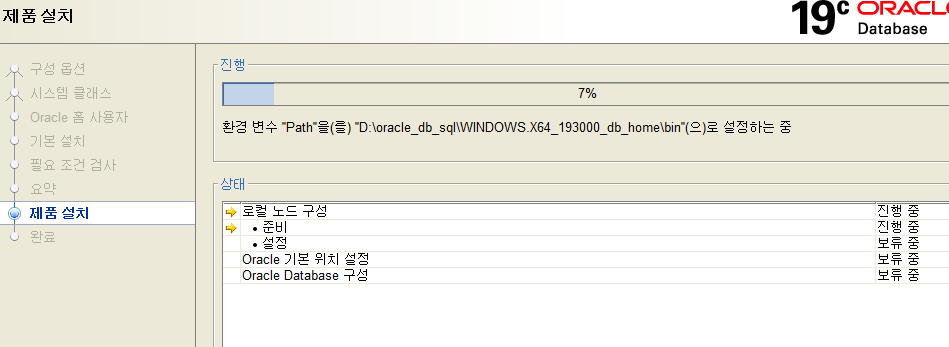 제품 설치
19c ORACLE
Database
구성 옵션
시스템 클래스
Oracle 홈 사용자
기본 설치
필요 조건 검사
요약
제품 설치
완료
진행
7%
환경 변수 "Path"을(를) "D:\oracle_db_sql\WINDOWS.X64_193000_db_home\bin"(으)로 설정하는 중
상태
로컬 노드 구성 진행 중
• 준비 진행 중
• 설정 보류 중
Oracle 기본 위치 설정 보류 중
Oracle Database 구성 보류 중